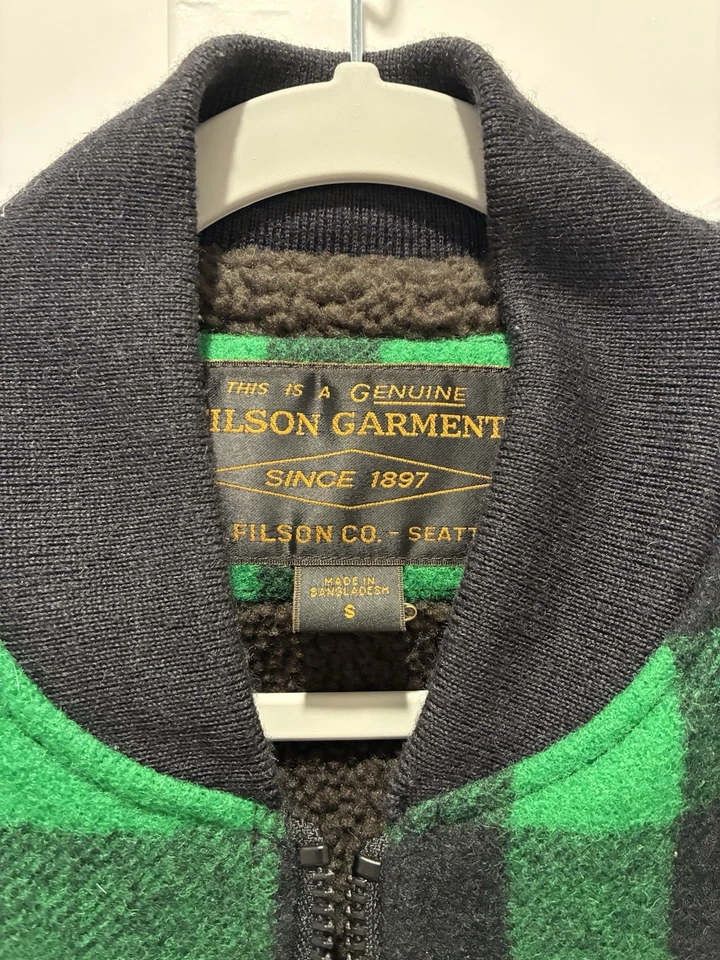 THIS IS A GENUINE
ILSON GARMENT
SINCE 1897
FILSON CO. - SEATT
MADE IN
BANGLADESH
S